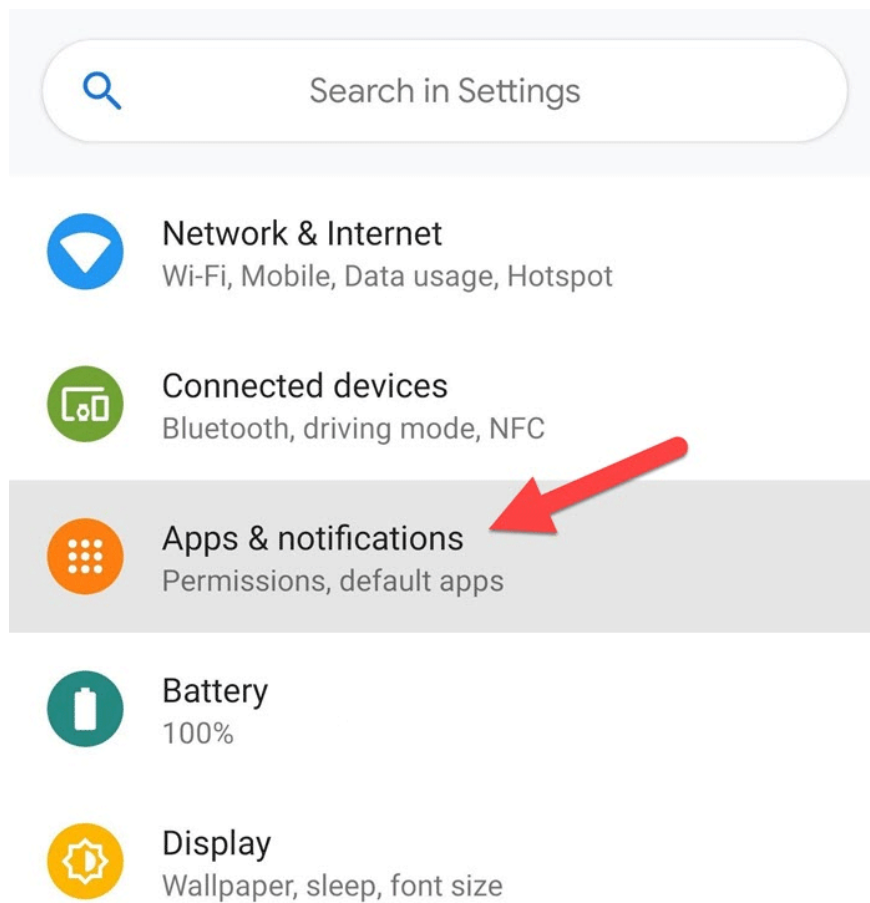 Search in Settings
Network & Internet
Wi-Fi, Mobile, Data usage, Hotspot
Connected devices
Bluetooth, driving mode, NFC
Apps & notifications
Permissions, default apps
Battery
100%
Display
Wallpaper, sleep, font size